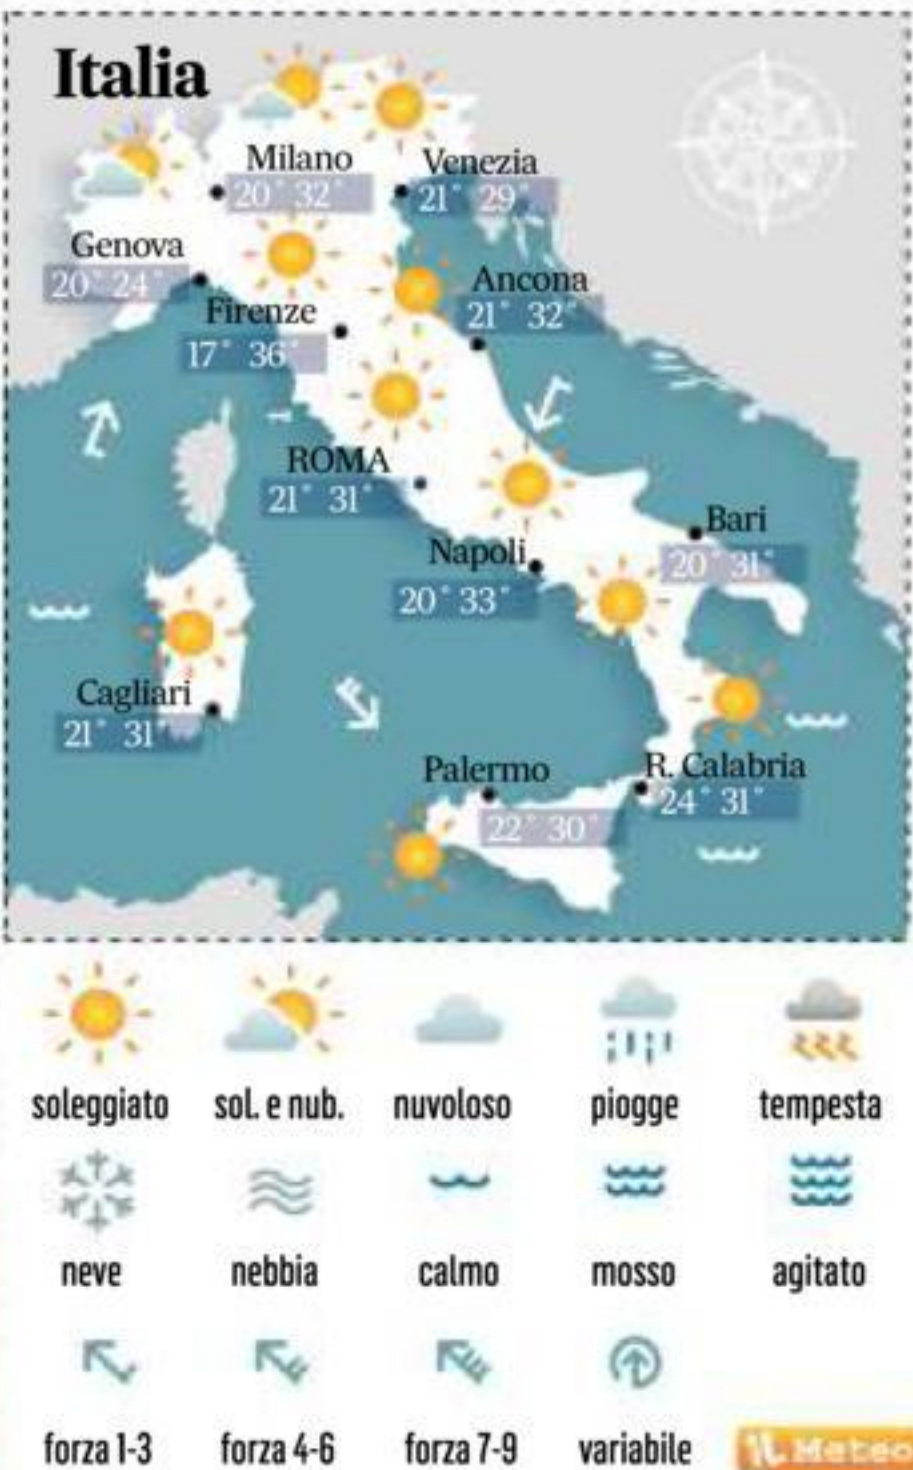 Italia
Milano
20° 32°
Venezia
21° 29°
Genova
20° 24°
Ancona
21° 32°
Firenze
17° 36°
ROMA
21° 31°
Bari
20° 31°
Napoli
20° 33°
Cagliari
21° 31°
Palermo
22° 30°
R. Calabria
24° 31°
soleggiato sol. e nub. nuvoloso piogge tempesta
neve nebbia calmo mosso agitato
forza 1-3 forza 4-6 forza 7-9 variabile
iL Meteo